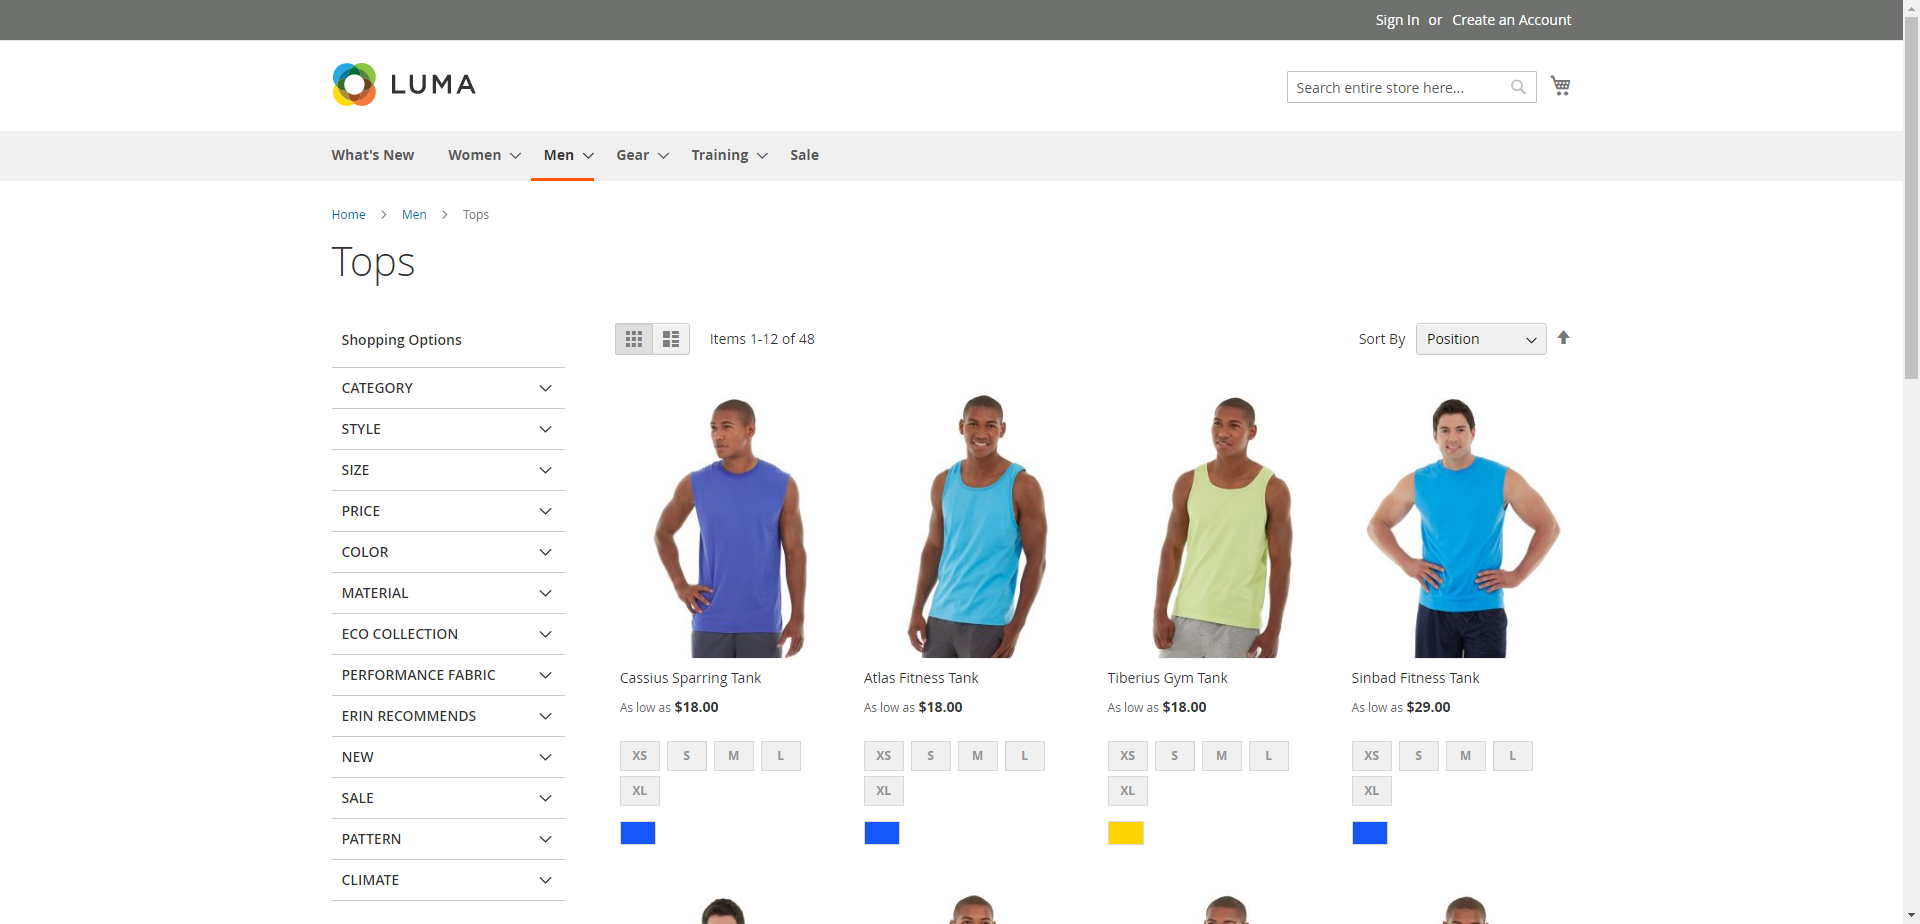 Sign In or Create an Account
LUMA
Search entire store here...
What's New Women Men Gear Training Sale
Home Men Tops
Tops
Shopping Options
Items 1-12 of 48
Sort By Position
CATEGORY
STYLE
SIZE
PRICE
COLOR
MATERIAL
ECO COLLECTION
PERFORMANCE FABRIC
ERIN RECOMMENDS
NEW
SALE
PATTERN
CLIMATE
Cassius Sparring Tank
As low as $18.00
XS S M L
XL
Atlas Fitness Tank
As low as $18.00
XS S M L
XL
Tiberius Gym Tank
As low as $18.00
XS S M L
XL
Sinbad Fitness Tank
As low as $29.00
XS S M L
XL